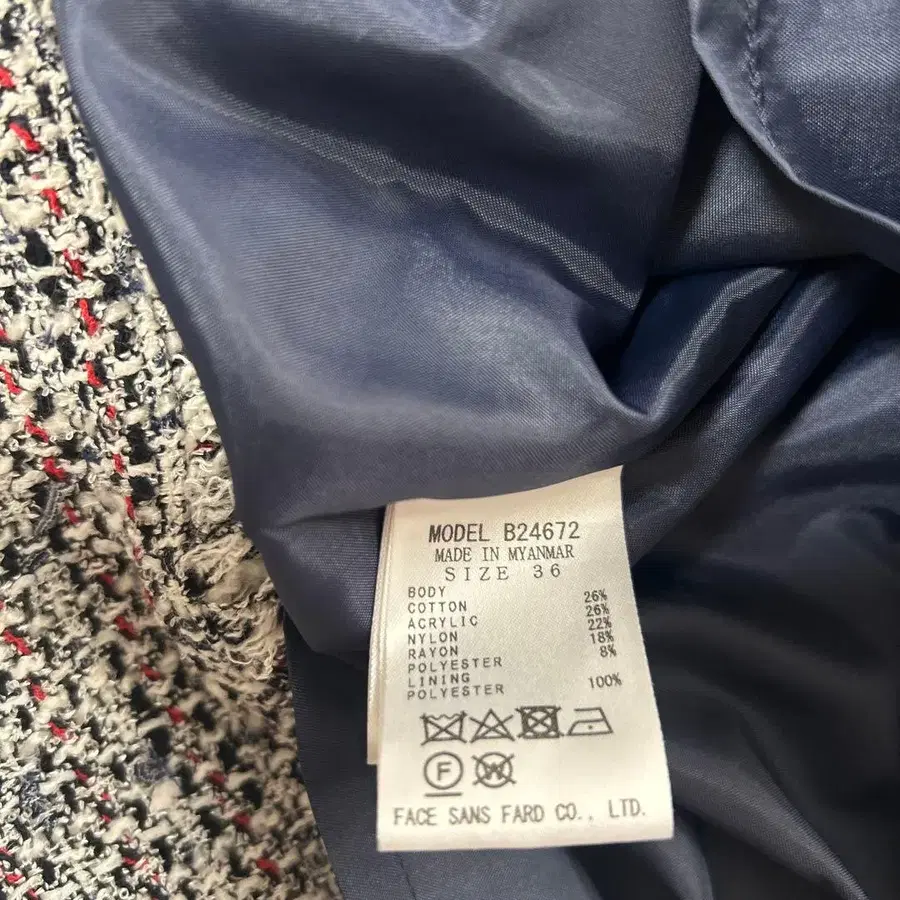 MODEL B24672
MADE IN MYANMAR
SIZE 36
BODY
COTTON 26%
ACRYLIC 26%
NYLON 22%
RAYON 18%
POLYESTER 8%
LINING
POLYESTER 100%
F W
FACE SANS FARD CO., LTD.